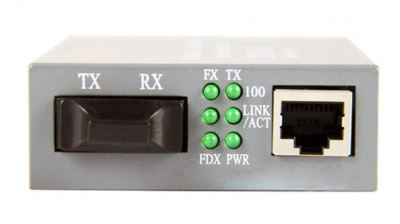 TX RX
FX TX
100
LINK
/ACT
FDX PWR